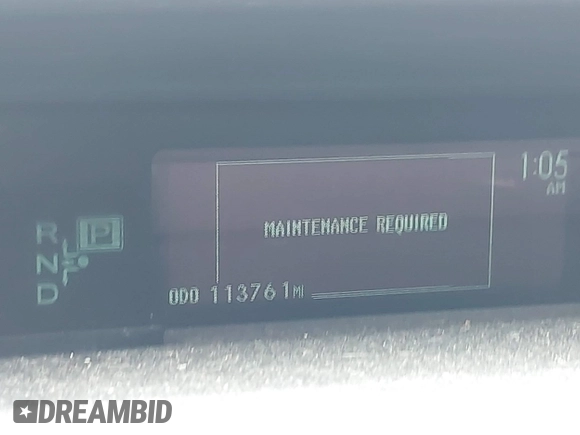 1:05
AM
MAINTENANCE REQUIRED
R P
N
D
ODO 113761 MI
DREAMBID